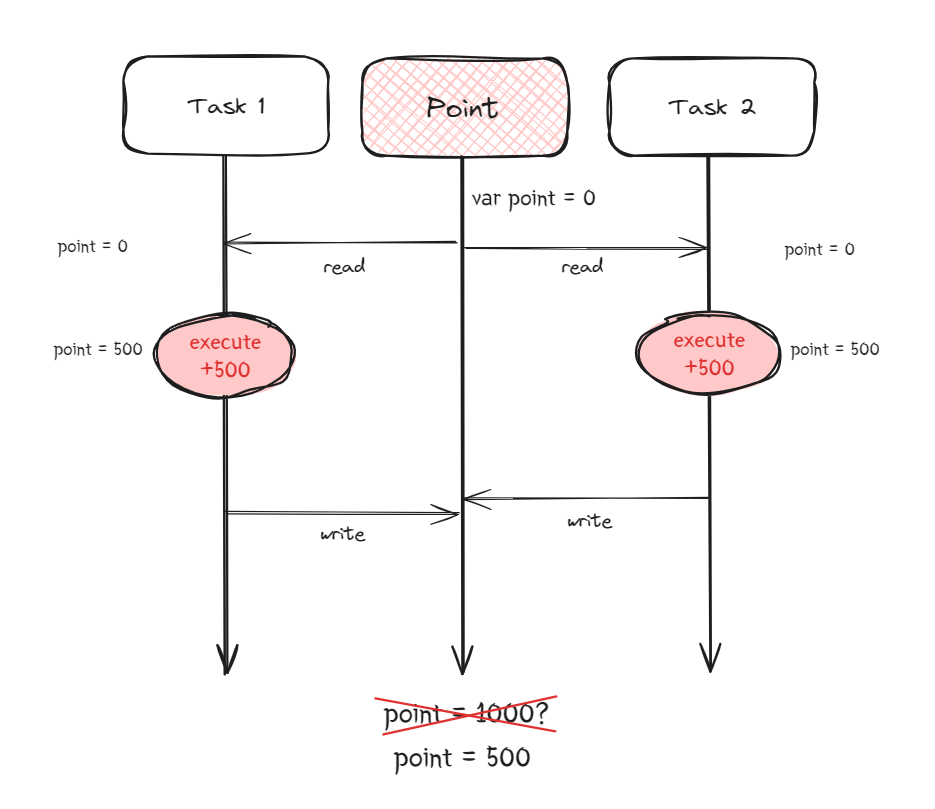 Task 1
Point
Task 2
var point = 0
point = 0
read
read
point = 0
point = 500
execute
+500
execute
+500
point = 500
write
write
point = 1000?
point = 500